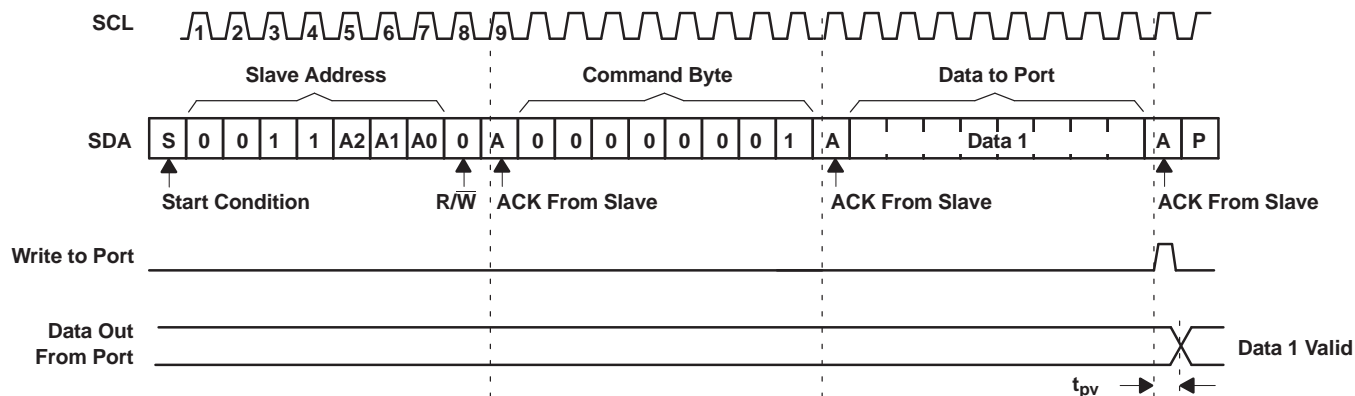 SCL
1 2 3 4 5 6 7 8 9
Slave Address Command Byte Data to Port
SDA S 0 0 1 1 A2 A1 A0 0 A 0 0 0 0 0 0 0 1 A Data 1 A P
Start Condition R/W̅ ACK From Slave ACK From Slave ACK From Slave
Write to Port
Data Out
From Port
Data 1 Valid
tpv